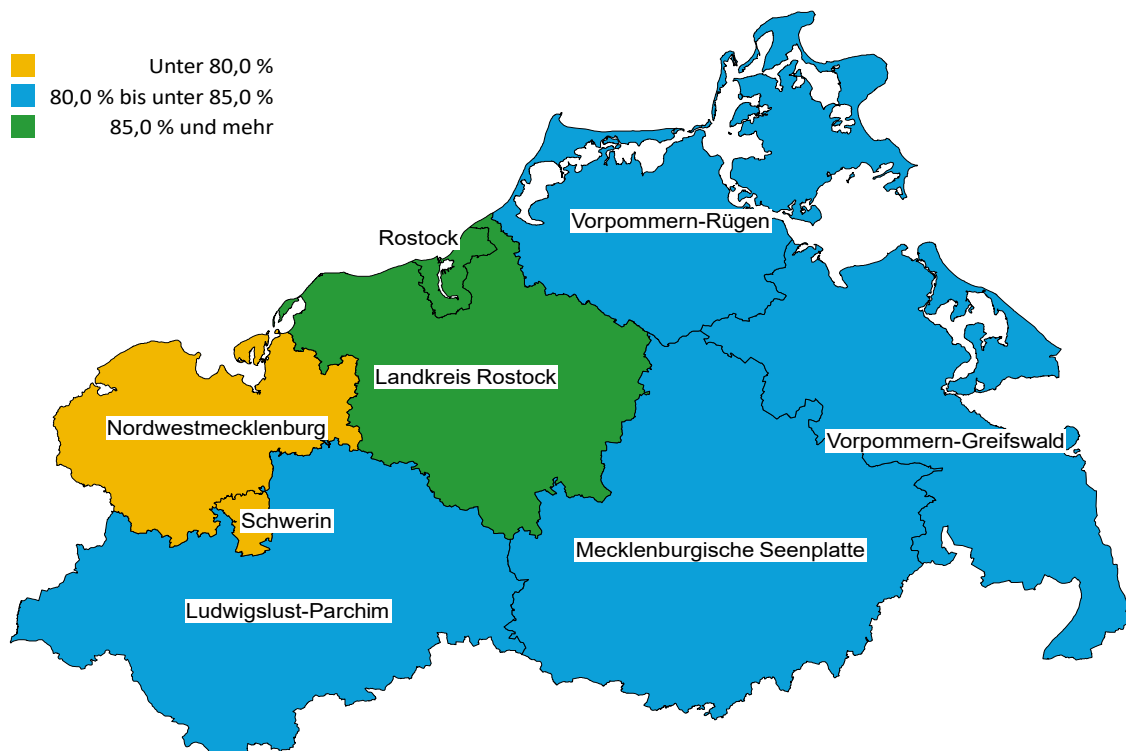 Unter 80,0 %
80,0 % bis unter 85,0 %
85,0 % und mehr
Vorpommern-Rügen
Rostock
Landkreis Rostock
Nordwestmecklenburg
Vorpommern-Greifswald
Schwerin
Mecklenburgische Seenplatte
Ludwigslust-Parchim